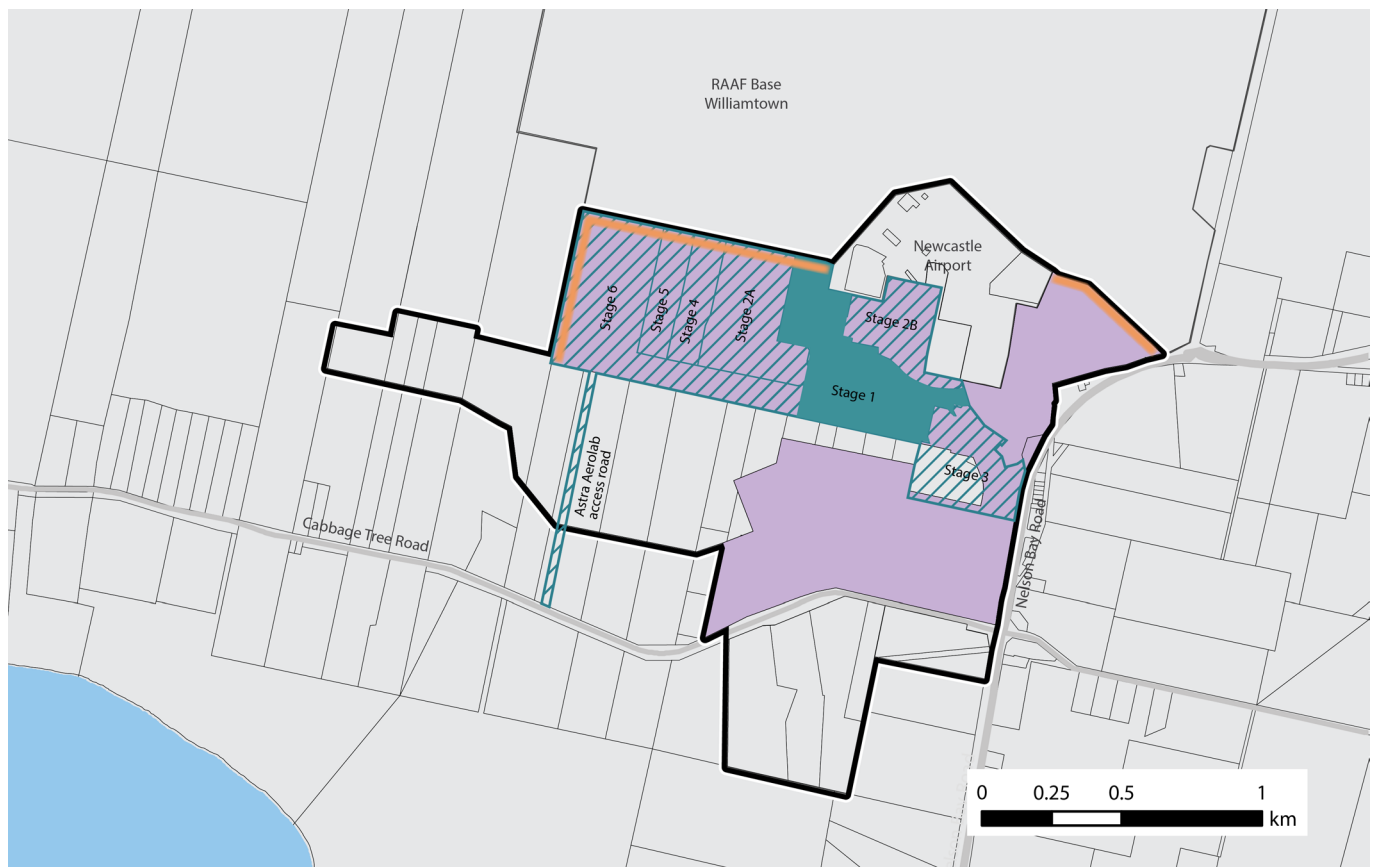 RAAF Base
Williamtown
Newcastle
Airport
Stage 6
Stage 5
Stage 4
Stage 2A
Stage 2B
Stage 1
Stage 3
Astra Aerolab
access road
Cabbage Tree Road
Nelson Bay Road
0 0.25 0.5 1
km